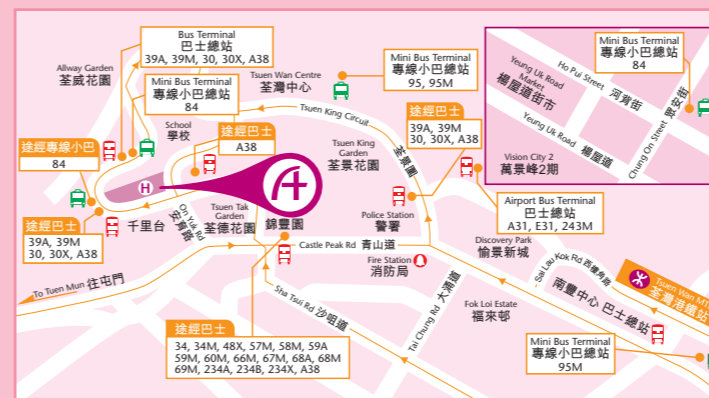 Bus Terminal
巴士總站
39A, 39M, 30, 30X, A38
Allway Garden
荃威花園
Mini Bus Terminal
專線小巴總站
84
School
學校
途經巴士
A38
途經專線小巴
84
H
途經巴士
39A, 39M
30, 30X, A38
千里台
On Yuk Rd
安育路
Tsuen Tak
Garden
荃德花園
錦豐園
Tsuen Wan Centre
荃灣中心
Mini Bus Terminal
專線小巴總站
95, 95M
Tsuen King Circuit
Tsuen King
Garden
荃景花園
荃景圍
途經巴士
39A, 39M
30, 30X, A38
Police Station
警署
Castle Peak Rd 青山道
Fire Station
消防局
To Tuen Mun 往屯門
Sha Tsui Rd 沙咀道
途經巴士
34, 34M, 48X, 57M, 58M, 59A
59M, 60M, 66M, 67M, 68A, 68M
69M, 234A, 234B, 234X, A38
Tai Chung Rd 大涌道
Fok Loi Estate
福來邨
Airport Bus Terminal
巴士總站
A31, E31, 243M
Discovery Park
愉景新城
Sai Lau Kok Rd 西樓角路
南豐中心 巴士總站
Tsuen Wan MT
荃灣港鐵站
Mini Bus Terminal
專線小巴總站
95M
Yeung Uk Road
Market
楊屋道街市
Ho Pui Street 河背街
Mini Bus Terminal
專線小巴總站
84
Yeung Uk Road 楊屋道
Chung On Street 眾安街
Vision City 2
萬景峰2期